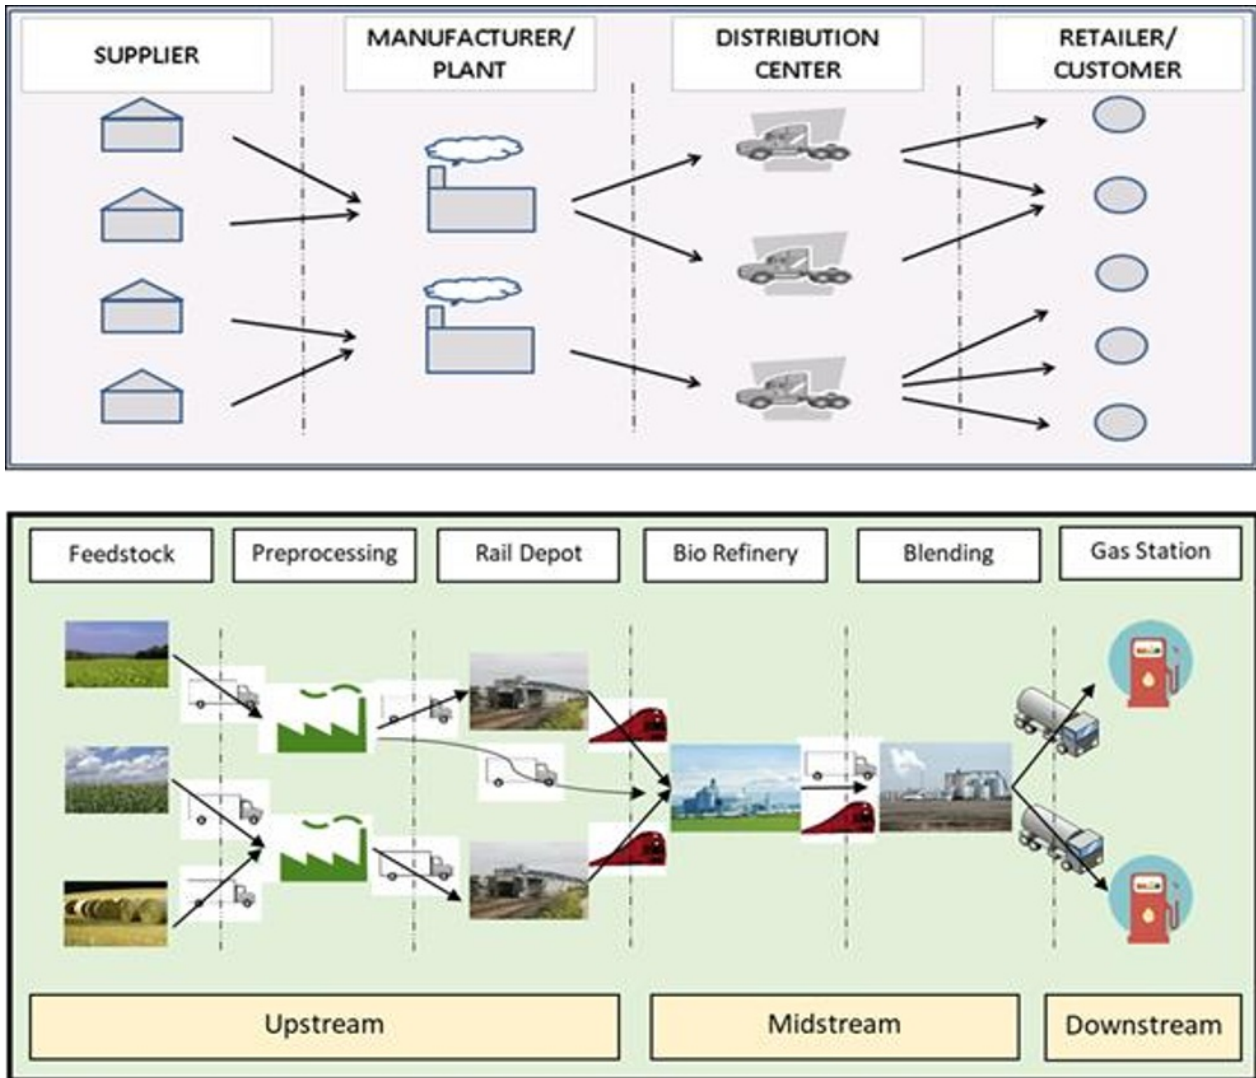 SUPPLIER
MANUFACTURER/
PLANT
DISTRIBUTION
CENTER
RETAILER/
CUSTOMER
Feedstock
Preprocessing
Rail Depot
Bio Refinery
Blending
Gas Station
Upstream
Midstream
Downstream